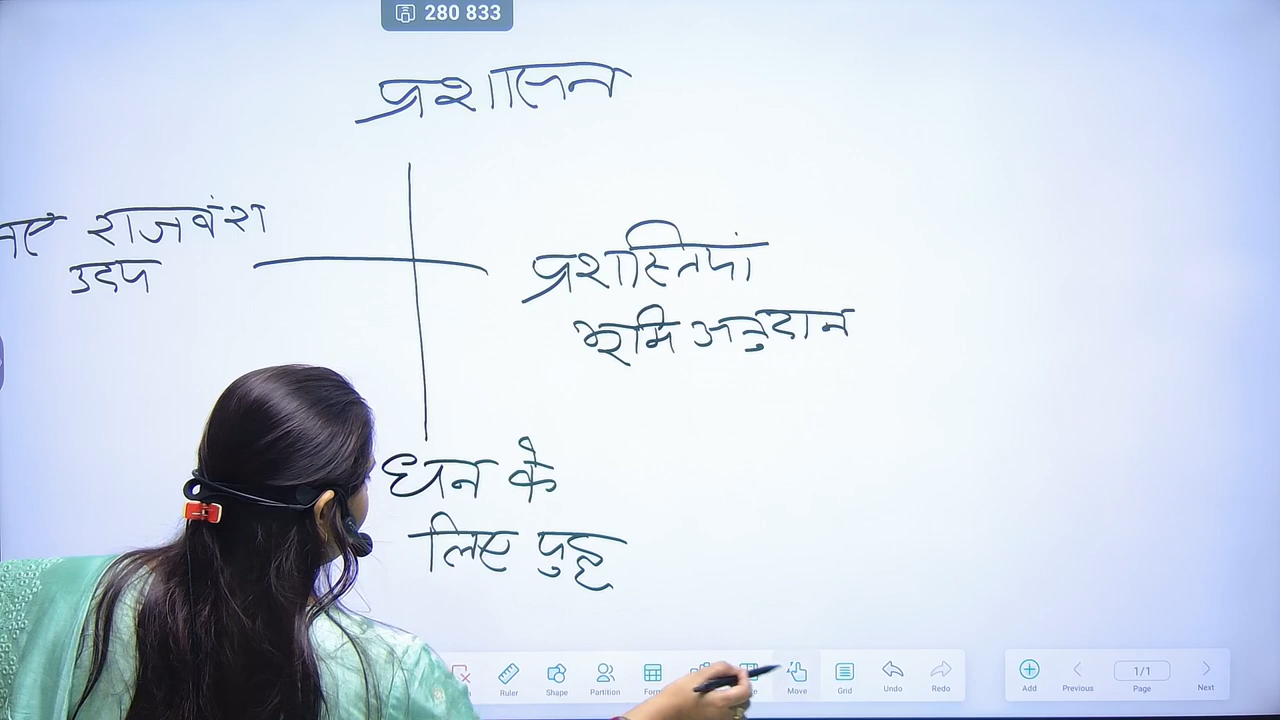 280 833
प्रशासन
नए राजवंश
उदय
प्रशस्तियां
भूमि अनुदान
धन के
लिए युद्ध
Ruler Shape Partition Move Grid Undo Redo Add Previous 1/1 Page Next